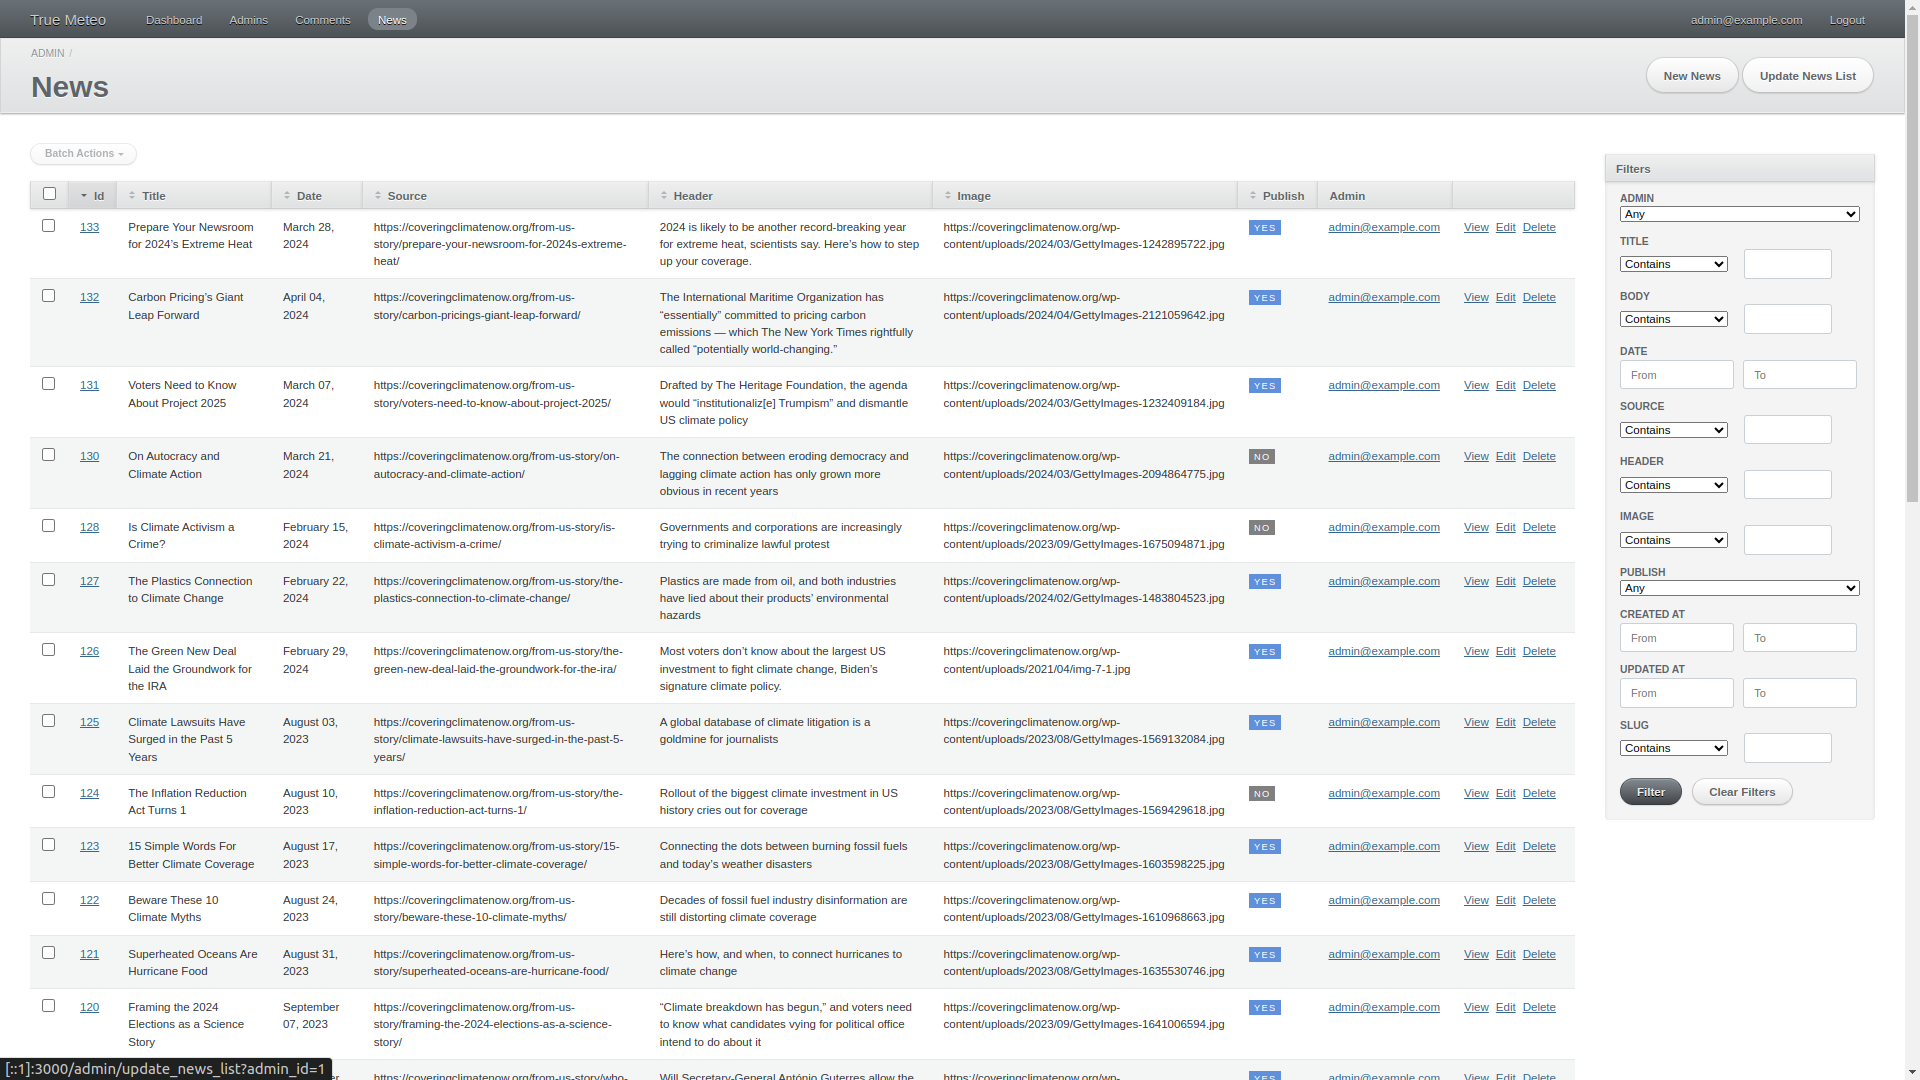 True Meteo Dashboard Admins Comments News admin@example.com Logout
ADMIN /
News
New News Update News List
Batch Actions
Id Title Date Source Header Image Publish Admin
133 Prepare Your Newsroom March 28, https://coveringclimatenow.org/from-us- 2024 is likely to be another record-breaking year https://coveringclimatenow.org/wp- YES admin@example.com View Edit Delete
for 2024’s Extreme Heat 2024 story/prepare-your-newsroom-for-2024s-extreme- for extreme heat, scientists say. Here’s how to step content/uploads/2024/03/GettyImages-1242895722.jpg
heat/ up your coverage.
132 Carbon Pricing’s Giant April 04, https://coveringclimatenow.org/from-us- The International Maritime Organization has https://coveringclimatenow.org/wp- YES admin@example.com View Edit Delete
Leap Forward 2024 story/carbon-pricings-giant-leap-forward/ “essentially” committed to pricing carbon content/uploads/2024/04/GettyImages-2121059642.jpg
emissions — which The New York Times rightfully
called “potentially world-changing.”
131 Voters Need to Know March 07, https://coveringclimatenow.org/from-us- Drafted by The Heritage Foundation, the agenda https://coveringclimatenow.org/wp- YES admin@example.com View Edit Delete
About Project 2025 2024 story/voters-need-to-know-about-project-2025/ would “institutionaliz[e] Trumpism” and dismantle content/uploads/2024/03/GettyImages-1232409184.jpg
US climate policy
130 On Autocracy and March 21, https://coveringclimatenow.org/from-us-story/on- The connection between eroding democracy and https://coveringclimatenow.org/wp- NO admin@example.com View Edit Delete
Climate Action 2024 autocracy-and-climate-action/ lagging climate action has only grown more content/uploads/2024/03/GettyImages-2094864775.jpg
obvious in recent years
128 Is Climate Activism a February 15, https://coveringclimatenow.org/from-us-story/is- Governments and corporations are increasingly https://coveringclimatenow.org/wp- NO admin@example.com View Edit Delete
Crime? 2024 climate-activism-a-crime/ trying to criminalize lawful protest content/uploads/2023/09/GettyImages-1675094871.jpg
127 The Plastics Connection February 22, https://coveringclimatenow.org/from-us-story/the- Plastics are made from oil, and both industries https://coveringclimatenow.org/wp- YES admin@example.com View Edit Delete
to Climate Change 2024 plastics-connection-to-climate-change/ have lied about their products’ environmental content/uploads/2024/02/GettyImages-1483804523.jpg
hazards
126 The Green New Deal February 29, https://coveringclimatenow.org/from-us-story/the- Most voters don’t know about the largest US https://coveringclimatenow.org/wp- YES admin@example.com View Edit Delete
Laid the Groundwork for 2024 green-new-deal-laid-the-groundwork-for-the-ira/ investment to fight climate change, Biden’s content/uploads/2021/04/img-7-1.jpg
the IRA signature climate policy.
125 Climate Lawsuits Have August 03, https://coveringclimatenow.org/from-us- A global database of climate litigation is a https://coveringclimatenow.org/wp- YES admin@example.com View Edit Delete
Surged in the Past 5 2023 story/climate-lawsuits-have-surged-in-the-past-5- goldmine for journalists content/uploads/2023/08/GettyImages-1569132084.jpg
Years years/
124 The Inflation Reduction August 10, https://coveringclimatenow.org/from-us-story/the- Rollout of the biggest climate investment in US https://coveringclimatenow.org/wp- NO admin@example.com View Edit Delete
Act Turns 1 2023 inflation-reduction-act-turns-1/ history cries out for coverage content/uploads/2023/08/GettyImages-1569429618.jpg
123 15 Simple Words For August 17, https://coveringclimatenow.org/from-us-story/15- Connecting the dots between burning fossil fuels https://coveringclimatenow.org/wp- YES admin@example.com View Edit Delete
Better Climate Coverage 2023 simple-words-for-better-climate-coverage/ and today’s weather disasters content/uploads/2023/08/GettyImages-1603598225.jpg
122 Beware These 10 August 24, https://coveringclimatenow.org/from-us- Decades of fossil fuel industry disinformation are https://coveringclimatenow.org/wp- YES admin@example.com View Edit Delete
Climate Myths 2023 story/beware-these-10-climate-myths/ still distorting climate coverage content/uploads/2023/08/GettyImages-1610968663.jpg
121 Superheated Oceans Are August 31, https://coveringclimatenow.org/from-us- Here’s how, and when, to connect hurricanes to https://coveringclimatenow.org/wp- YES admin@example.com View Edit Delete
Hurricane Food 2023 story/superheated-oceans-are-hurricane-food/ climate change content/uploads/2023/08/GettyImages-1635530746.jpg
120 Framing the 2024 September https://coveringclimatenow.org/from-us- “Climate breakdown has begun,” and voters need https://coveringclimatenow.org/wp- YES admin@example.com View Edit Delete
Elections as a Science 07, 2023 story/framing-the-2024-elections-as-a-science- to know what candidates vying for political office content/uploads/2023/09/GettyImages-1641006594.jpg
Story story/ intend to do about it
https://coveringclimatenow.org/from-us-story/who- Will Secretary-General António Guterres allow the https://coveringclimatenow.org/wp- YES admin@example.com View Edit Delete
[::1]:3000/admin/update_news_list?admin_id=1
Filters
ADMIN
Any
TITLE
Contains
BODY
Contains
DATE
From To
SOURCE
Contains
HEADER
Contains
IMAGE
Contains
PUBLISH
Any
CREATED AT
From To
UPDATED AT
From To
SLUG
Contains
Filter Clear Filters